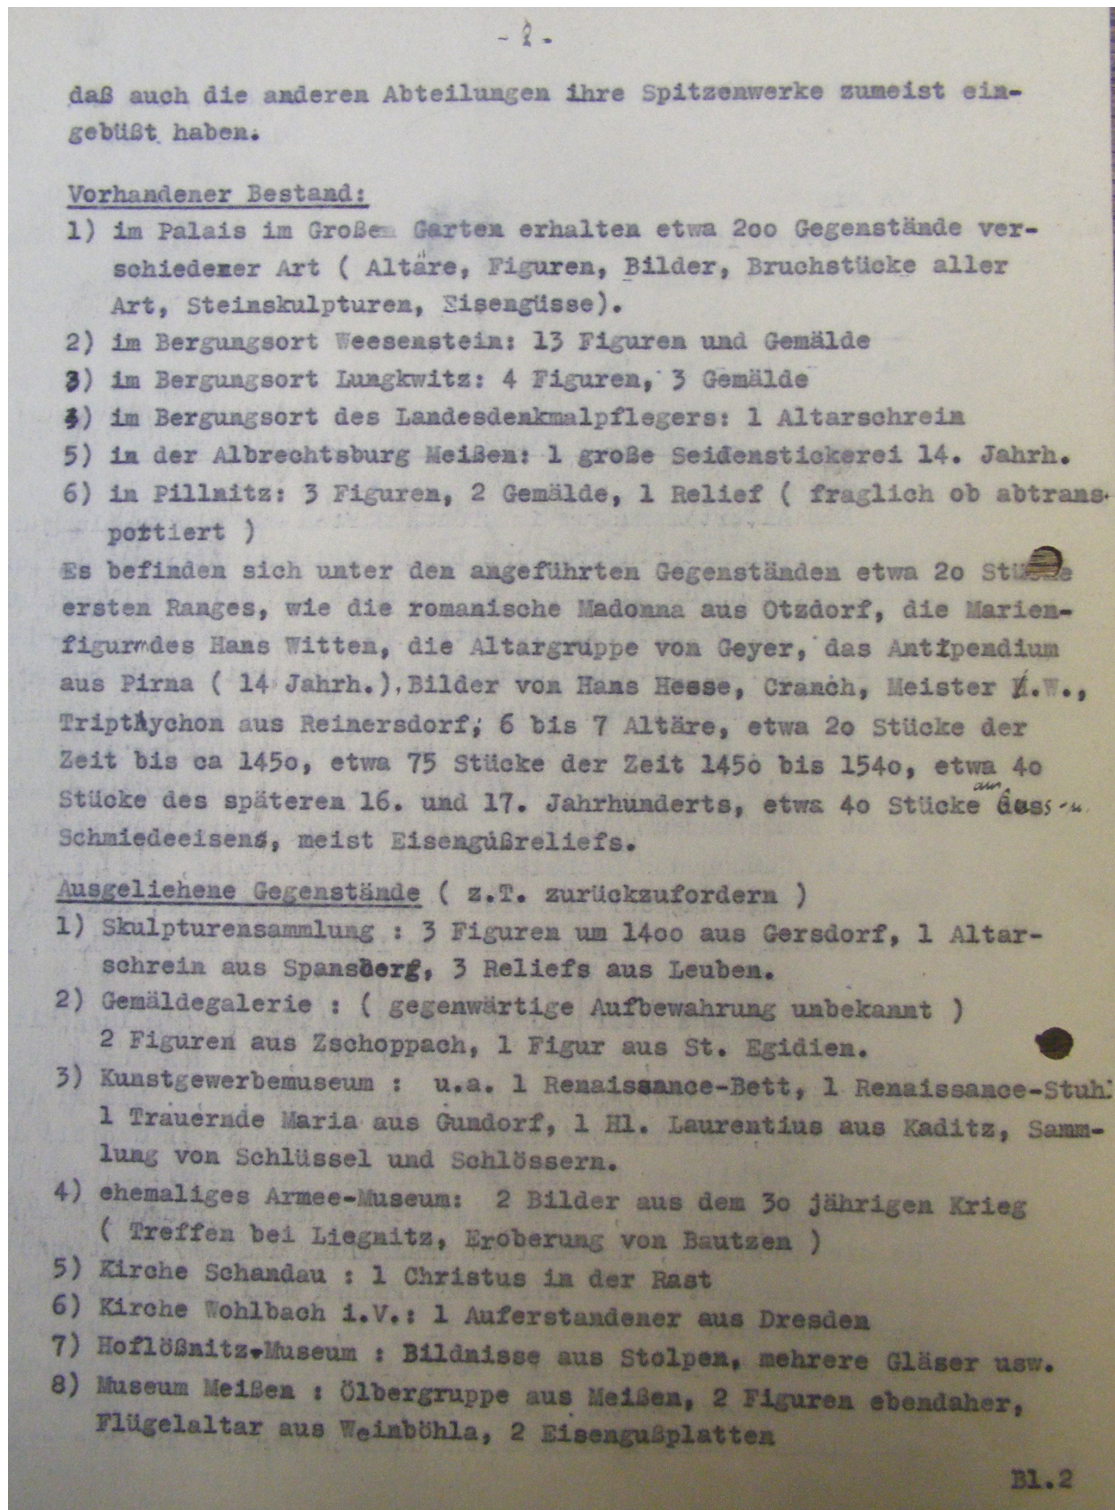 - 2 -
daß auch die anderen Abteilungen ihre Spitzenwerke zumeist ein-
gebüßt haben.
Vorhandener Bestand:
1) im Palais im Großen Garten erhalten etwa 2oo Gegenstände ver-
schiedener Art ( Altäre, Figuren, Bilder, Bruchstücke aller
Art, Steinskulpturen, Eisengüsse).
2) im Bergungsort Weesenstein: 13 Figuren und Gemälde
3) im Bergungsort Lungkwitz: 4 Figuren, 3 Gemälde
4) im Bergungsort des Landesdenkmalpflegers: 1 Altarschrein
5) in der Albrechtsburg Meißen: 1 große Seidenstickerei 14. Jahrh.
6) in Pillnitz: 3 Figuren, 2 Gemälde, 1 Relief ( fraglich ob abtrans-
portiert )
Es befinden sich unter den angeführten Gegenständen etwa 2o Stücke
ersten Ranges, wie die romanische Madonna aus Otzdorf, die Marien-
figur des Hans Witten, die Altargruppe von Geyer, das Antipendium
aus Pirna ( 14 Jahrh.), Bilder von Hans Hesse, Cranch, Meister .W.,
Tripthychon aus Reinersdorf; 6 bis 7 Altäre, etwa 2o Stücke der
Zeit bis ca 145o, etwa 75 Stücke der Zeit 145o bis 154o, etwa 4o
Stücke des späteren 16. und 17. Jahrhunderts, etwa 4o Stücke aus Guss- u.
Schmiedeeisen, meist Eisengußreliefs.
Ausgeliehene Gegenstände ( z.T. zurückzufordern )
1) Skulpturensammlung : 3 Figuren um 14oo aus Gersdorf, 1 Altar-
schrein aus Spansberg, 3 Reliefs aus Leuben.
2) Gemäldegalerie : ( gegenwärtige Aufbewahrung unbekannt )
2 Figuren aus Zschoppach, 1 Figur aus St. Egidien.
3) Kunstgewerbemuseum : u.a. 1 Renaissance-Bett, 1 Renaissance-Stuhl
1 Trauernde Maria aus Gundorf, 1 Hl. Laurentius aus Kaditz, Samm-
lung von Schlüssel und Schlössern.
4) ehemaliges Armee-Museum: 2 Bilder aus dem 3o jährigen Krieg
( Treffen bei Liegnitz, Eroberung von Bautzen )
5) Kirche Schandau : 1 Christus in der Rast
6) Kirche Wohlbach i.V.: 1 Auferstandener aus Dresden
7) Hoflößnitz-Museum : Bildnisse aus Stolpen, mehrere Gläser usw.
8) Museum Meißen : Ölbergruppe aus Meißen, 2 Figuren ebendaher,
Flügelaltar aus Weinböhla, 2 Eisengußplatten
Bl.2